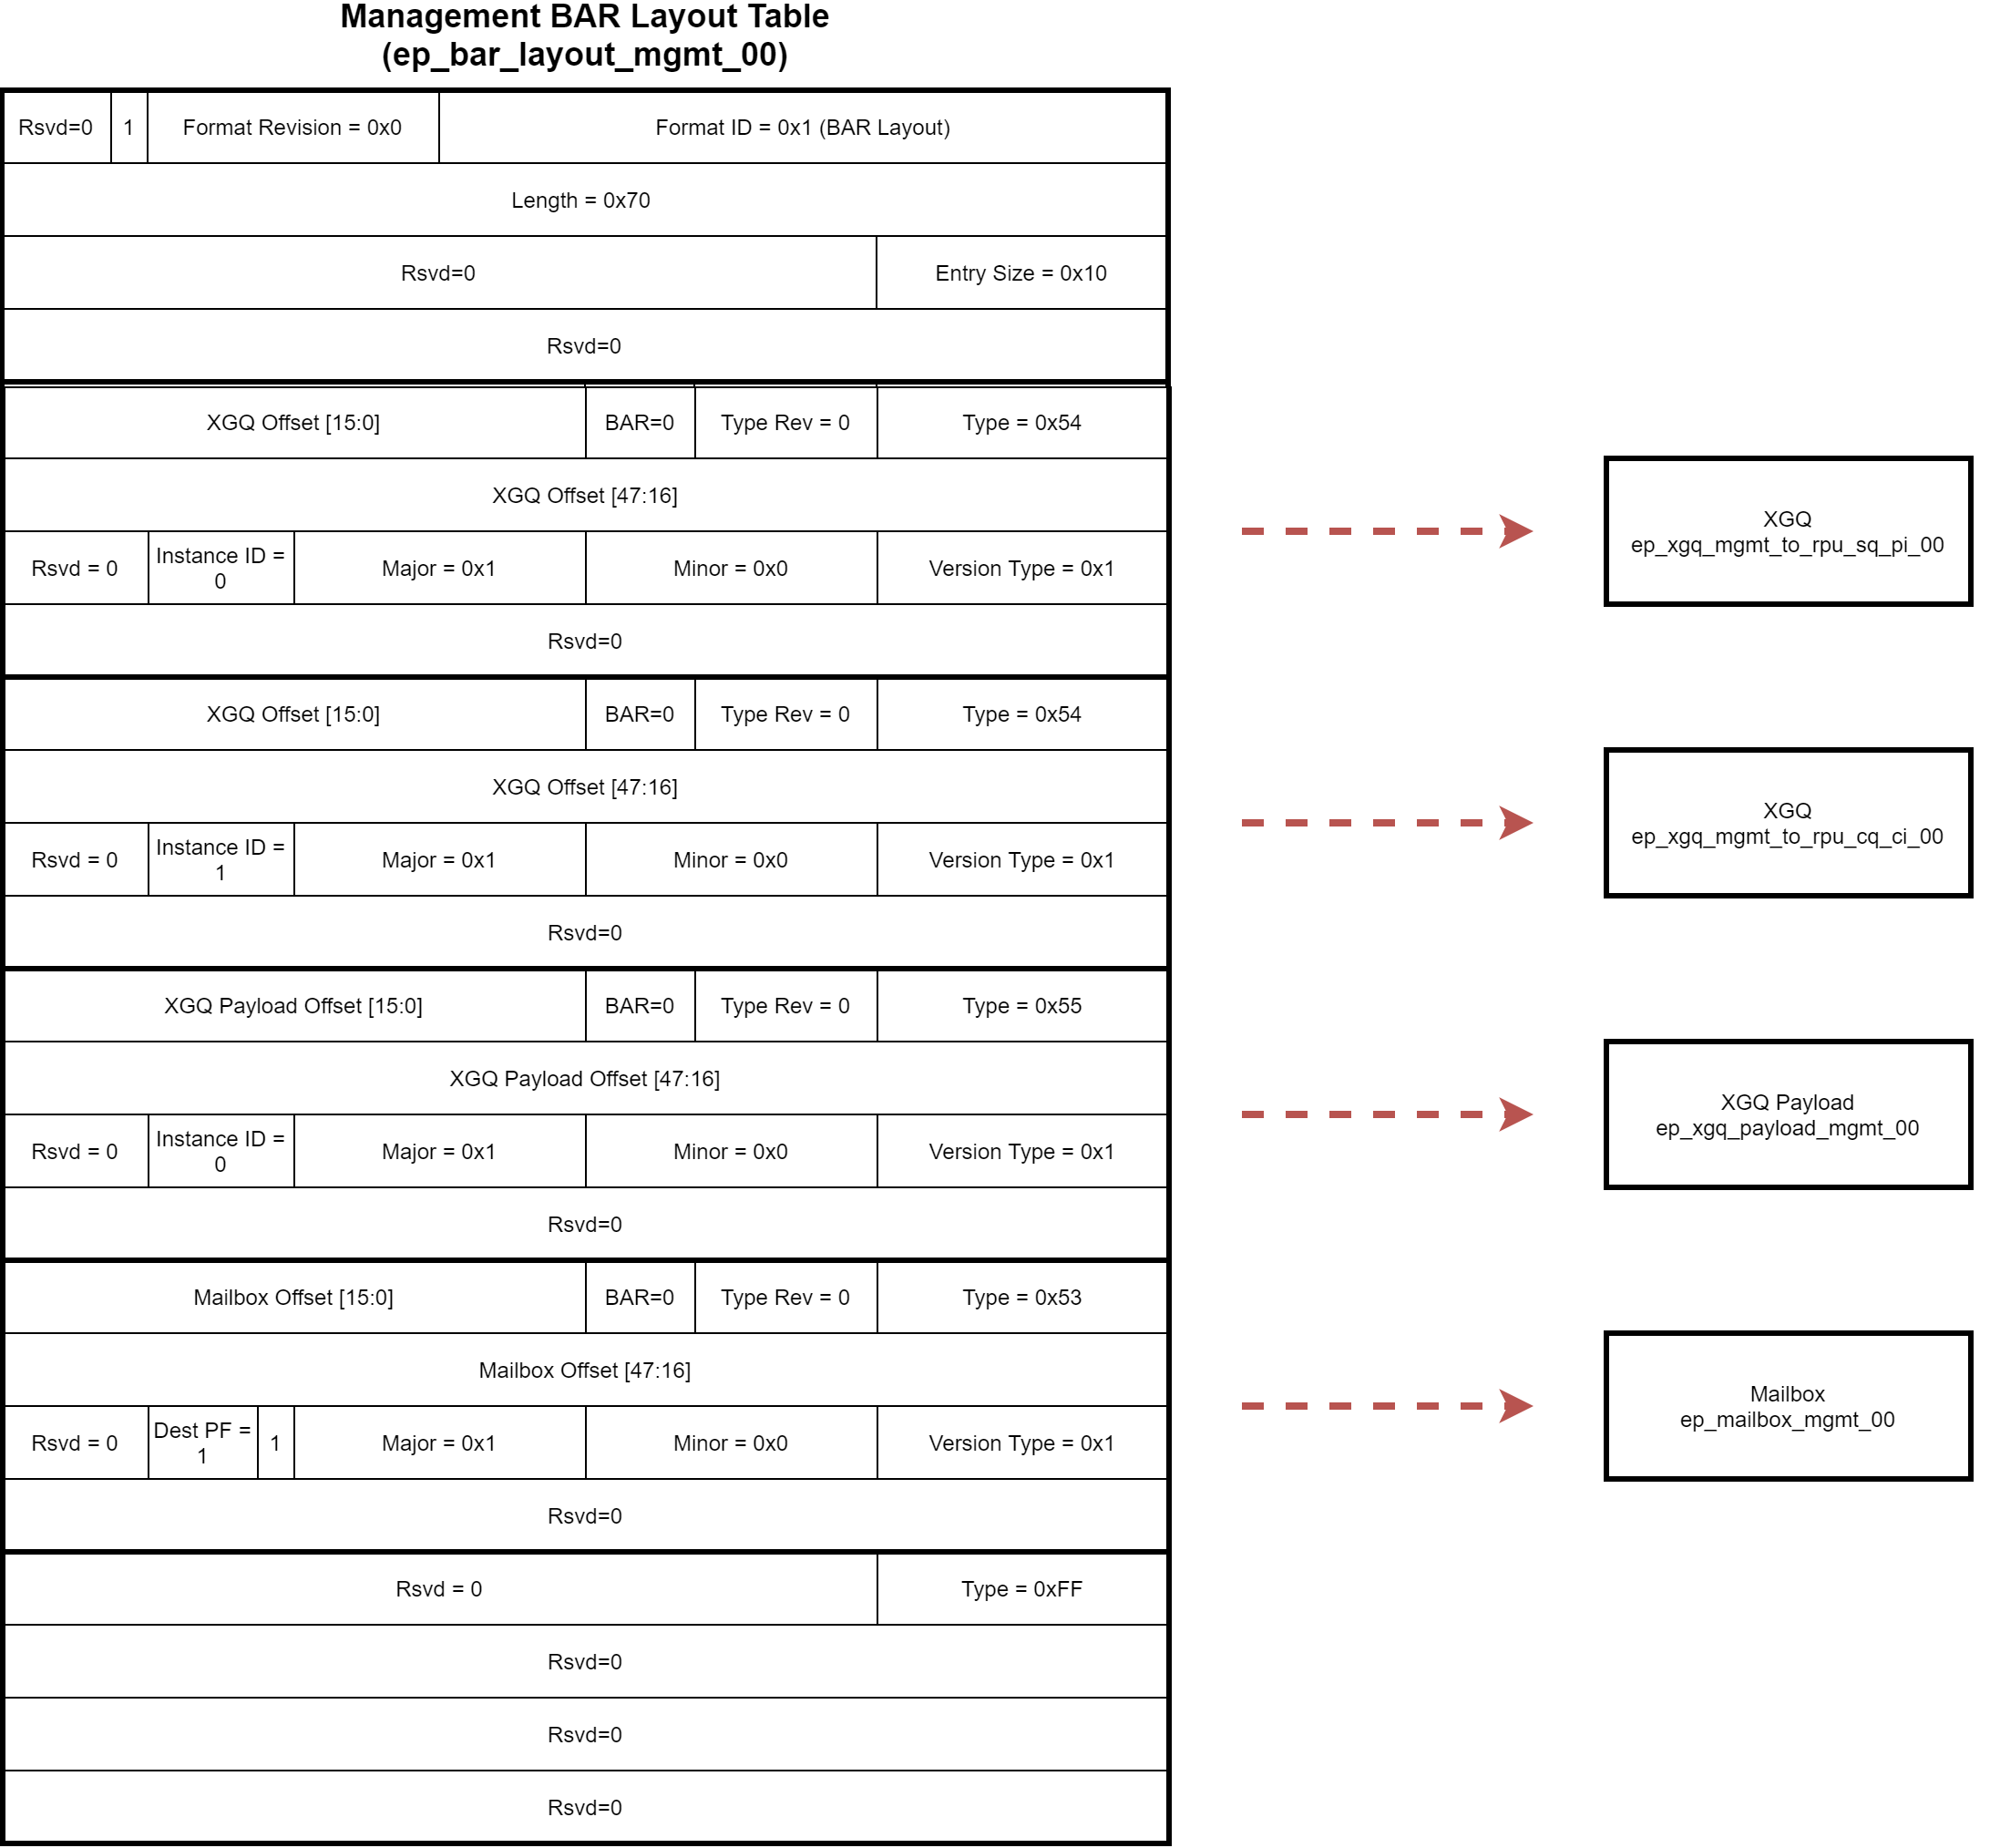 Management BAR Layout Table
(ep_bar_layout_mgmt_00)
Rsvd=0 1 Format Revision = 0x0 Format ID = 0x1 (BAR Layout)
Length = 0x70
Rsvd=0 Entry Size = 0x10
Rsvd=0
XGQ Offset [15:0] BAR=0 Type Rev = 0 Type = 0x54
XGQ Offset [47:16]
Rsvd = 0 Instance ID = 0 Major = 0x1 Minor = 0x0 Version Type = 0x1
Rsvd=0
XGQ
ep_xgq_mgmt_to_rpu_sq_pi_00
XGQ Offset [15:0] BAR=0 Type Rev = 0 Type = 0x54
XGQ Offset [47:16]
Rsvd = 0 Instance ID = 1 Major = 0x1 Minor = 0x0 Version Type = 0x1
Rsvd=0
XGQ
ep_xgq_mgmt_to_rpu_cq_ci_00
XGQ Payload Offset [15:0] BAR=0 Type Rev = 0 Type = 0x55
XGQ Payload Offset [47:16]
Rsvd = 0 Instance ID = 0 Major = 0x1 Minor = 0x0 Version Type = 0x1
Rsvd=0
XGQ Payload
ep_xgq_payload_mgmt_00
Mailbox Offset [15:0] BAR=0 Type Rev = 0 Type = 0x53
Mailbox Offset [47:16]
Rsvd = 0 Dest PF = 1 1 Major = 0x1 Minor = 0x0 Version Type = 0x1
Rsvd=0
Mailbox
ep_mailbox_mgmt_00
Rsvd = 0 Type = 0xFF
Rsvd=0
Rsvd=0
Rsvd=0